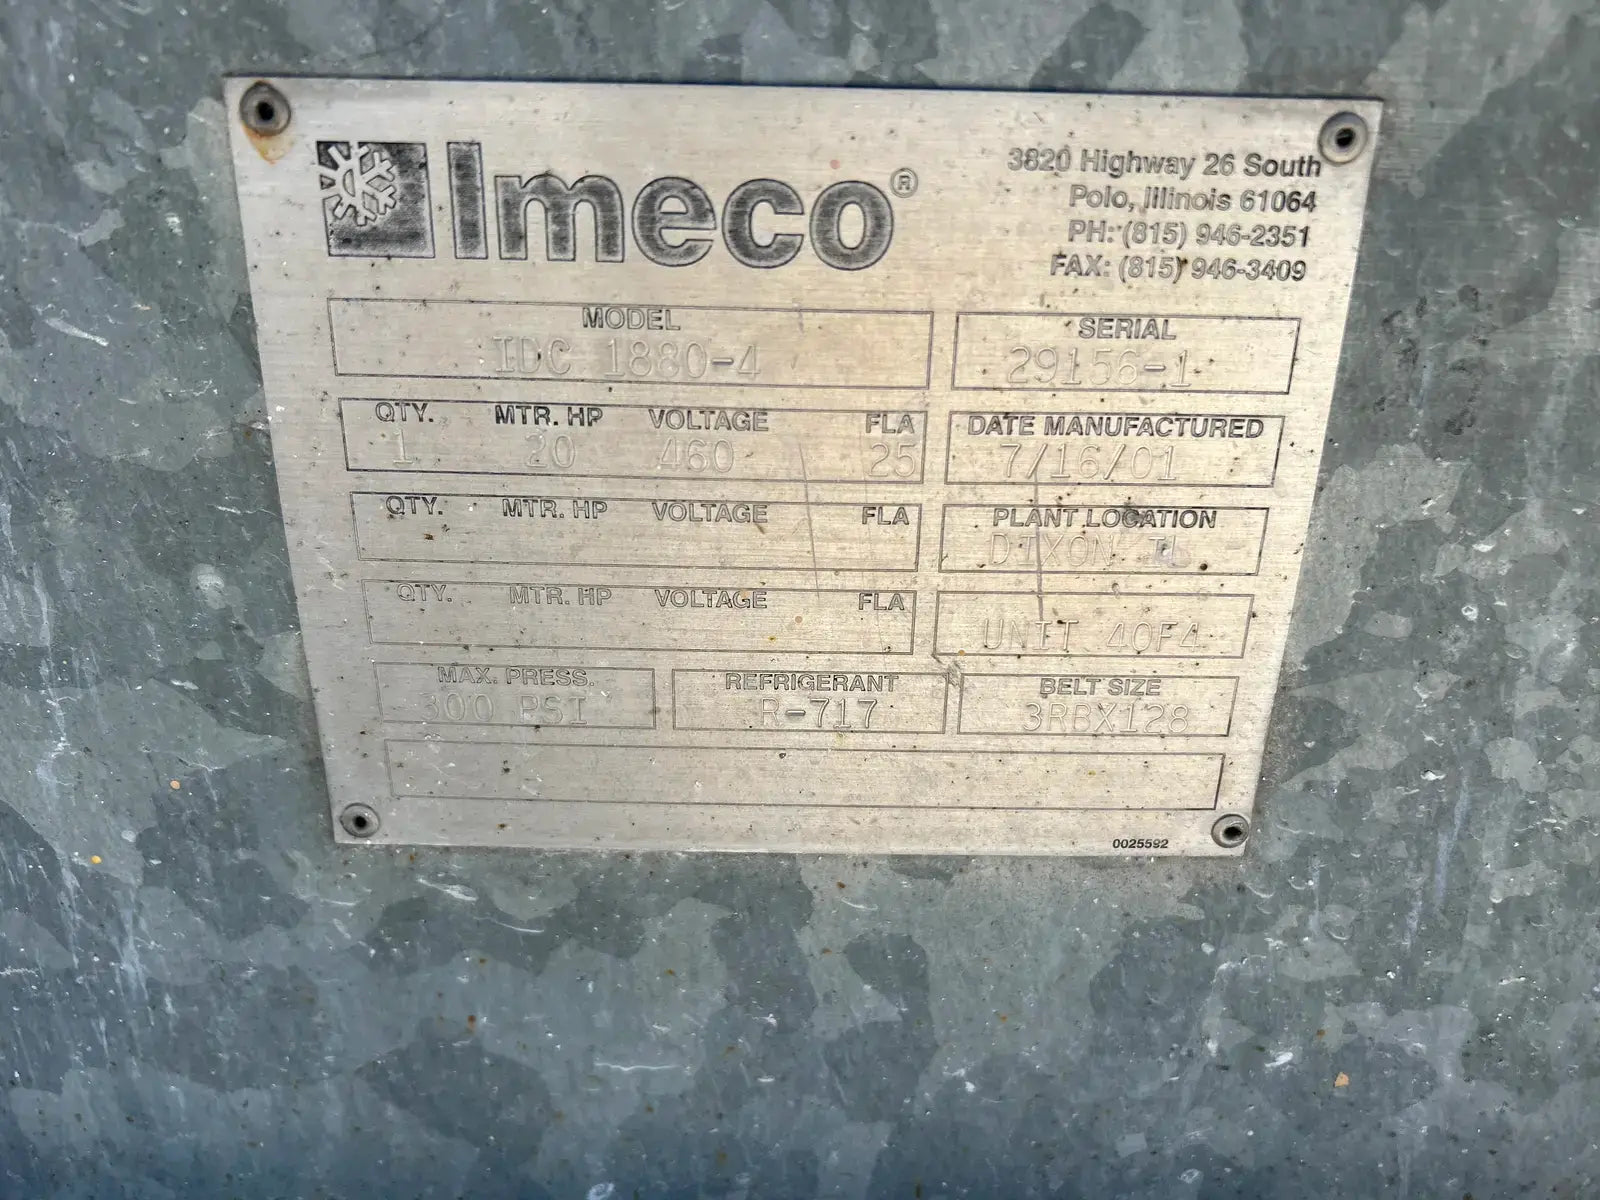 Imeco®
3820 Highway 26 South
Polo, Illinois 61064
PH: (815) 946-2351
FAX: (815) 946-3409
MODEL
IDC 1880-4
SERIAL
29156-1
QTY. MTR. HP VOLTAGE FLA
1 20 460 25
DATE MANUFACTURED
7/16/01
QTY. MTR. HP VOLTAGE FLA
PLANT LOCATION
DIXON IL
QTY. MTR. HP VOLTAGE FLA
UNIT 40F4
MAX. PRESS.
300 PSI
REFRIGERANT
R-717
BELT SIZE
3RBX128
0025592